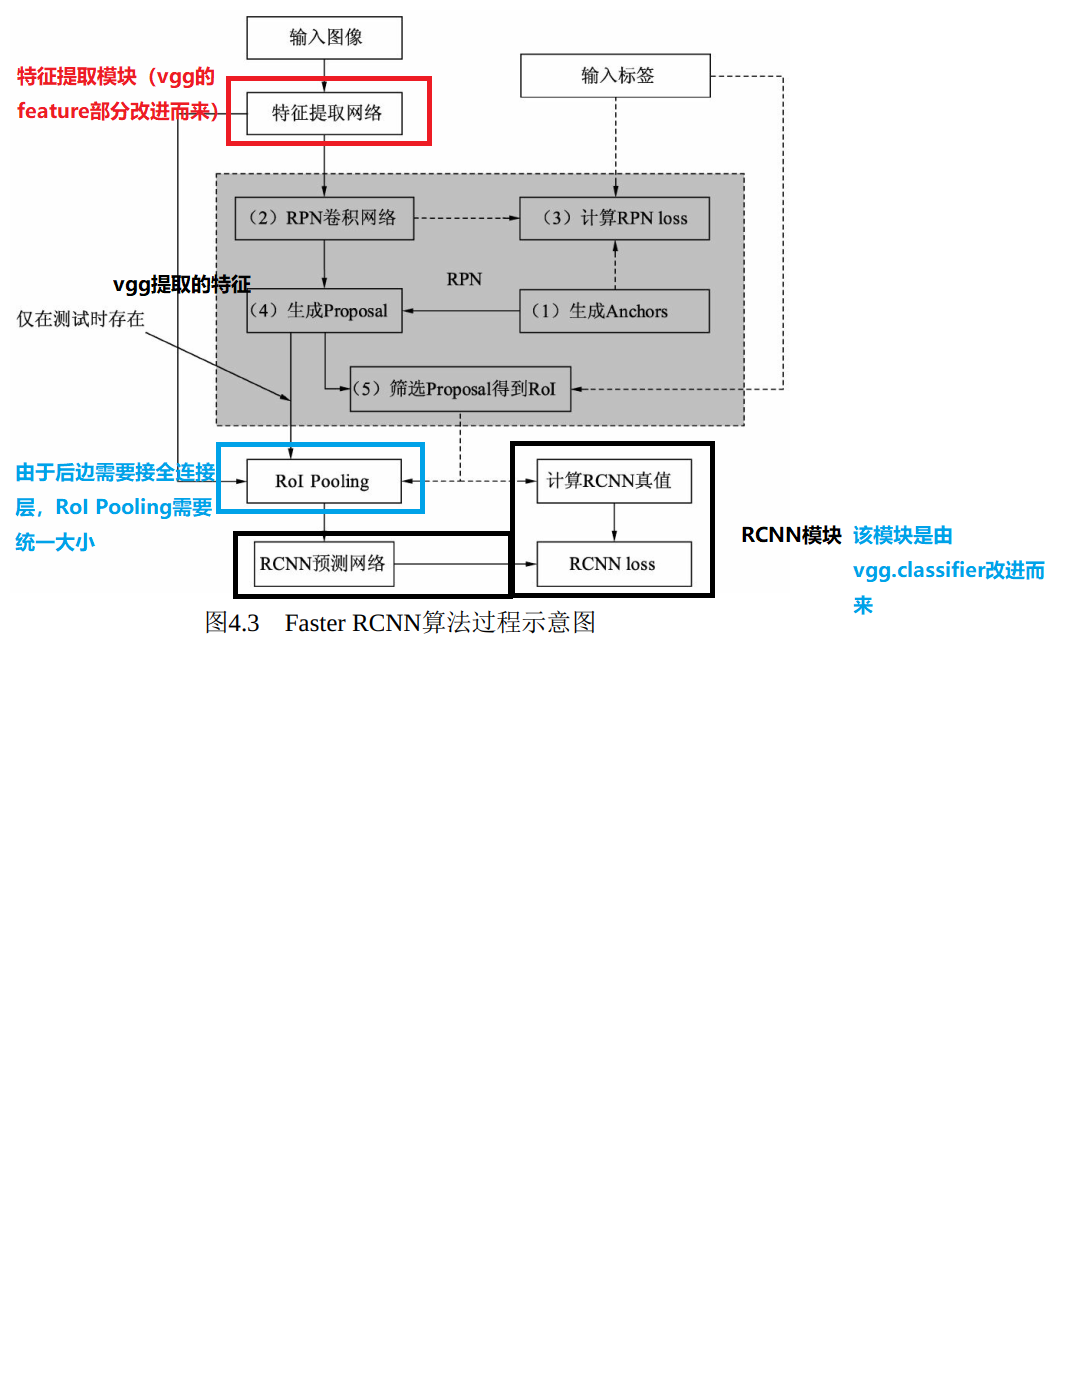 输入图像
特征提取模块（vgg的
feature部分改进而来）
输入标签
特征提取网络
（2）RPN卷积网络
（3）计算RPN loss
RPN
vgg提取的特征
（4）生成Proposal
（1）生成Anchors
仅在测试时存在
（5）筛选Proposal得到RoI
由于后边需要接全连接
层，RoI Pooling需要
统一大小
RoI Pooling
计算RCNN真值
RCNN预测网络
RCNN loss
RCNN模块
该模块是由
vgg.classifier改进而
来
图4.3 Faster RCNN算法过程示意图